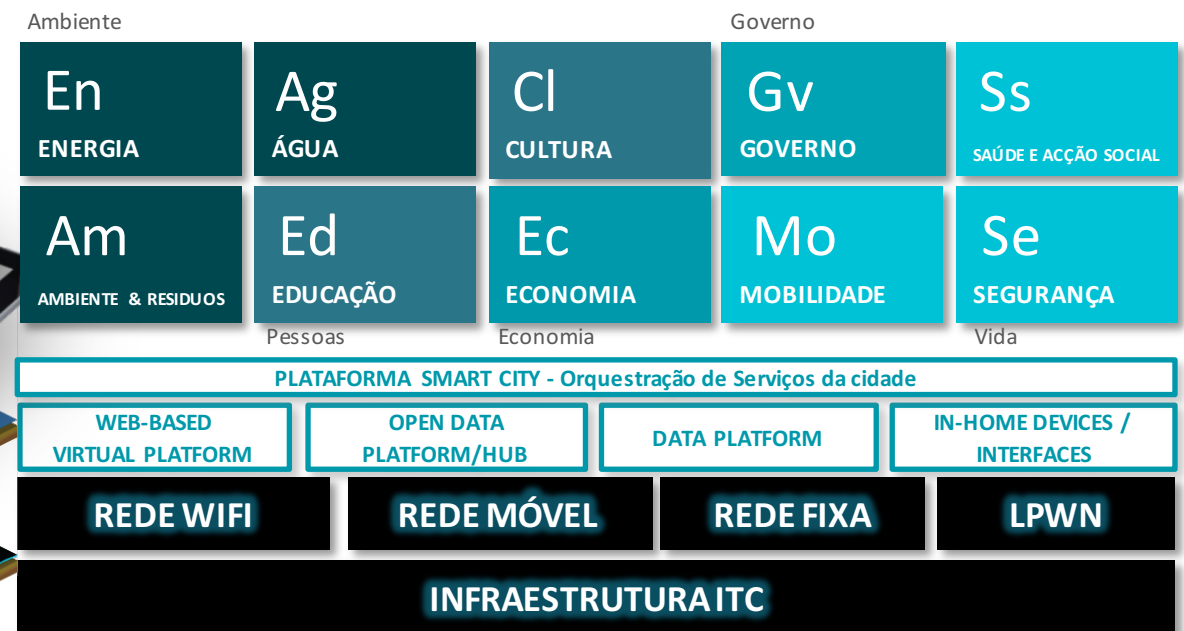 Ambiente
Governo
En
ENERGIA
Ag
ÁGUA
Cl
CULTURA
Gv
GOVERNO
Ss
SAÚDE E ACÇÃO SOCIAL
Am
AMBIENTE & RESIDUOS
Ed
EDUCAÇÃO
Ec
ECONOMIA
Mo
MOBILIDADE
Se
SEGURANÇA
Pessoas
Economia
Vida
PLATAFORMA SMART CITY - Orquestração de Serviços da cidade
WEB-BASED
VIRTUAL PLATFORM
OPEN DATA
PLATFORM/HUB
DATA PLATFORM
IN-HOME DEVICES /
INTERFACES
REDE WIFI
REDE MÓVEL
REDE FIXA
LPWN
INFRAESTRUTURA ITC